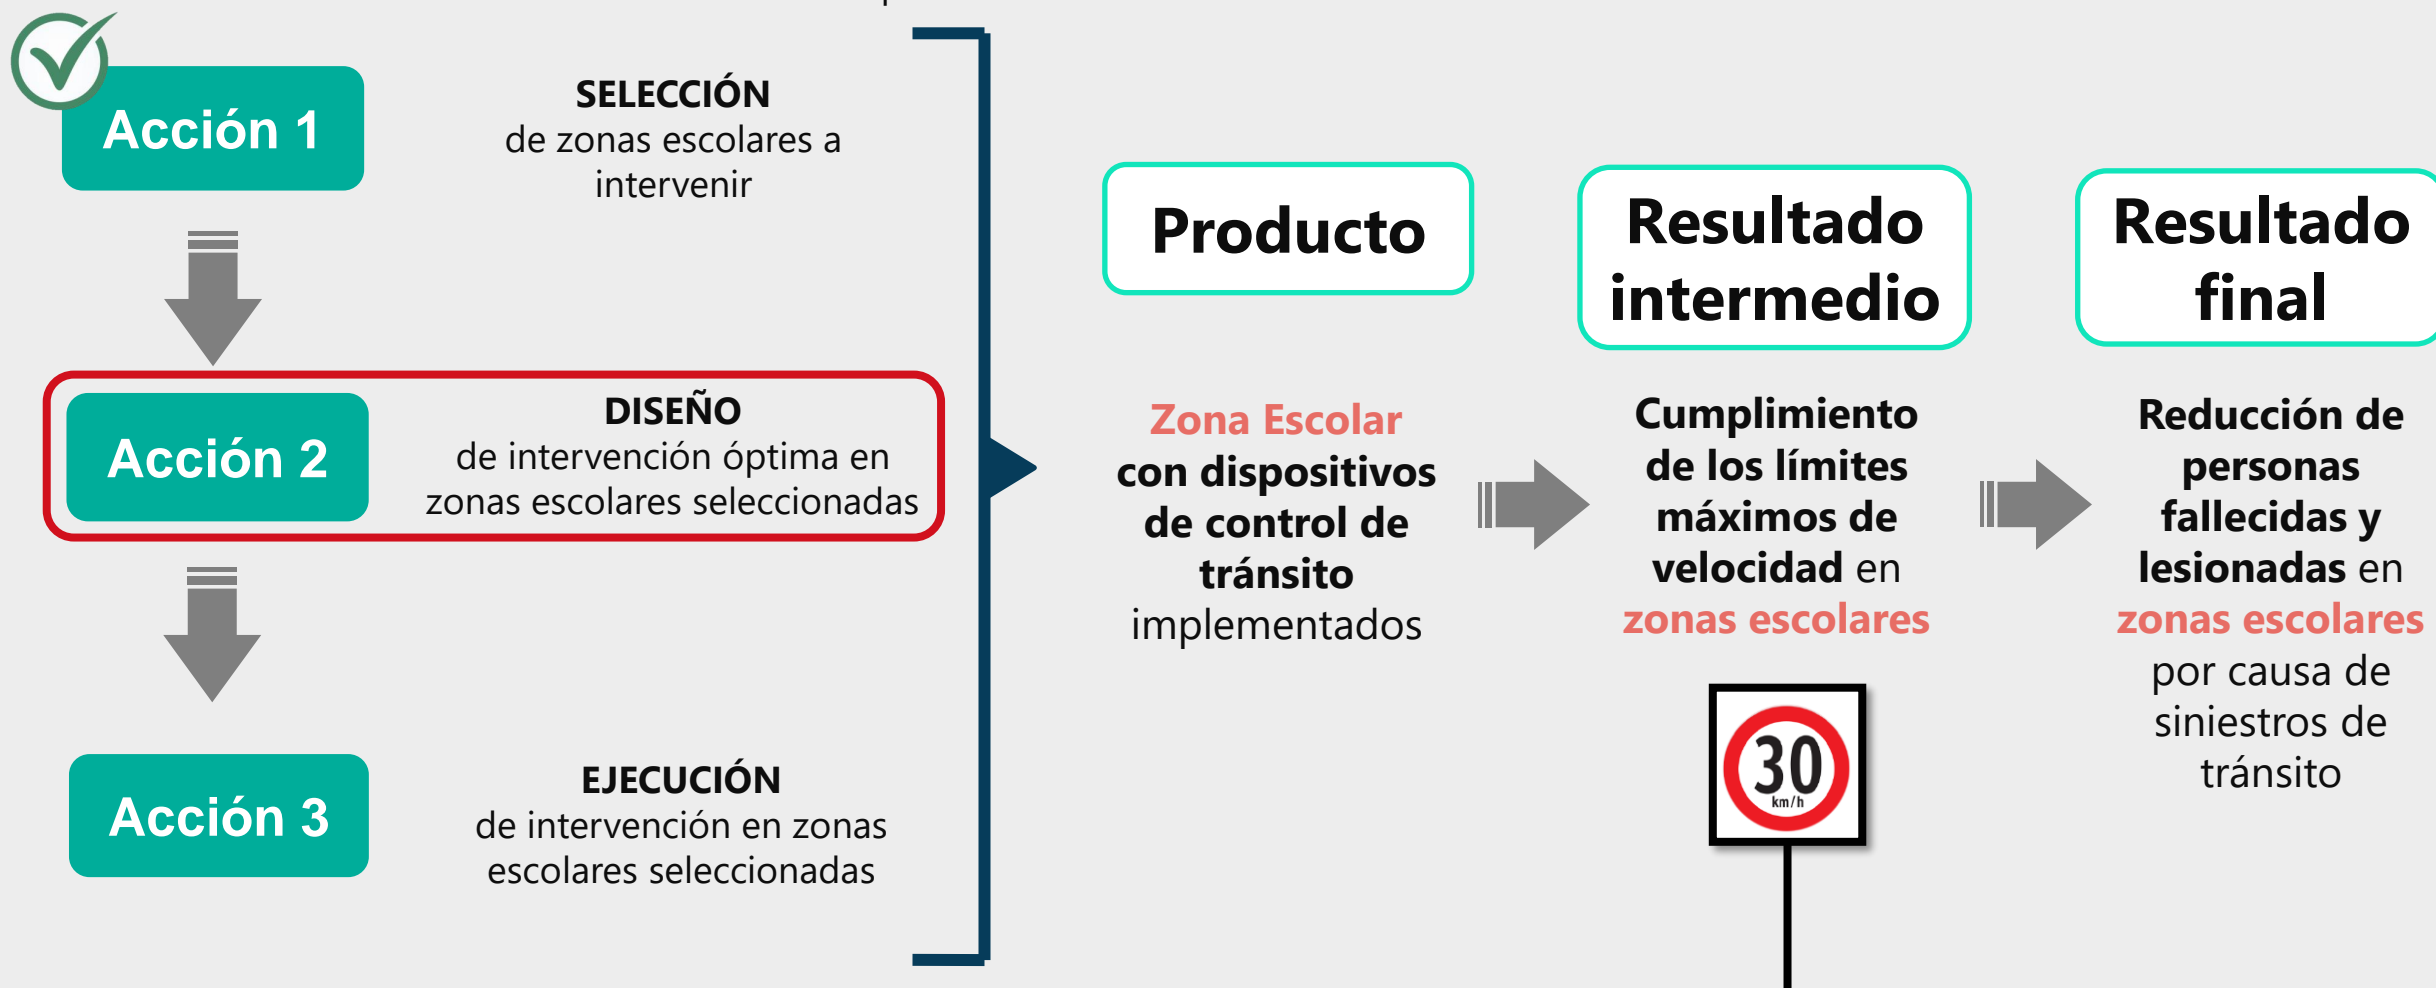 Acción 1
SELECCIÓN
de zonas escolares a
intervenir
Acción 2
DISEÑO
de intervención óptima en
zonas escolares seleccionadas
Acción 3
EJECUCIÓN
de intervención en zonas
escolares seleccionadas
Producto
Zona Escolar
con dispositivos
de control de
tránsito
implementados
Resultado
intermedio
Cumplimiento
de los límites
máximos de
velocidad en
zonas escolares
30
km/h
Resultado
final
Reducción de
personas
fallecidas y
lesionadas en
zonas escolares
por causa de
siniestros de
tránsito